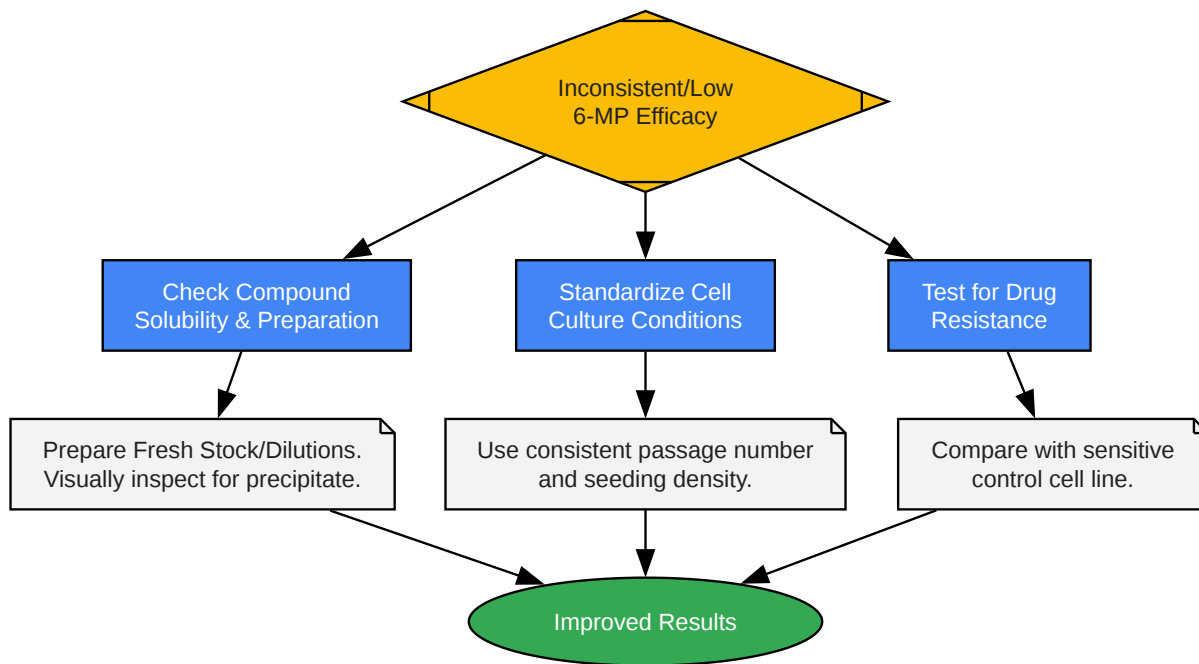 Inconsistent/Low
6-MP Efficacy
Check Compound
Solubility & Preparation
Standardize Cell
Culture Conditions
Test for Drug
Resistance
Prepare Fresh Stock/Dilutions.
Visually inspect for precipitate.
Use consistent passage number
and seeding density.
Compare with sensitive
control cell line.
Improved Results